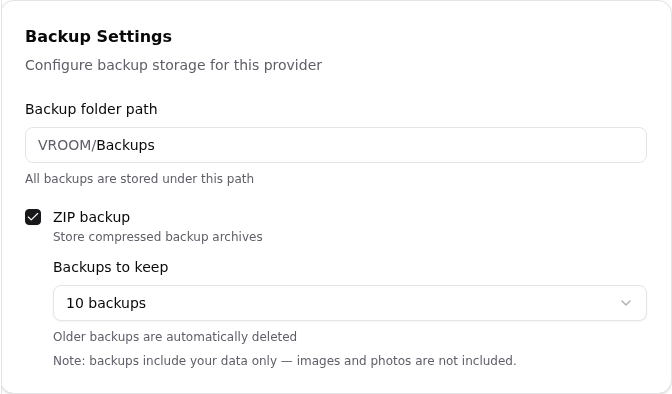 Backup Settings
Configure backup storage for this provider
Backup folder path
VROOM/Backups
All backups are stored under this path
ZIP backup
Store compressed backup archives
Backups to keep
10 backups
Older backups are automatically deleted
Note: backups include your data only — images and photos are not included.